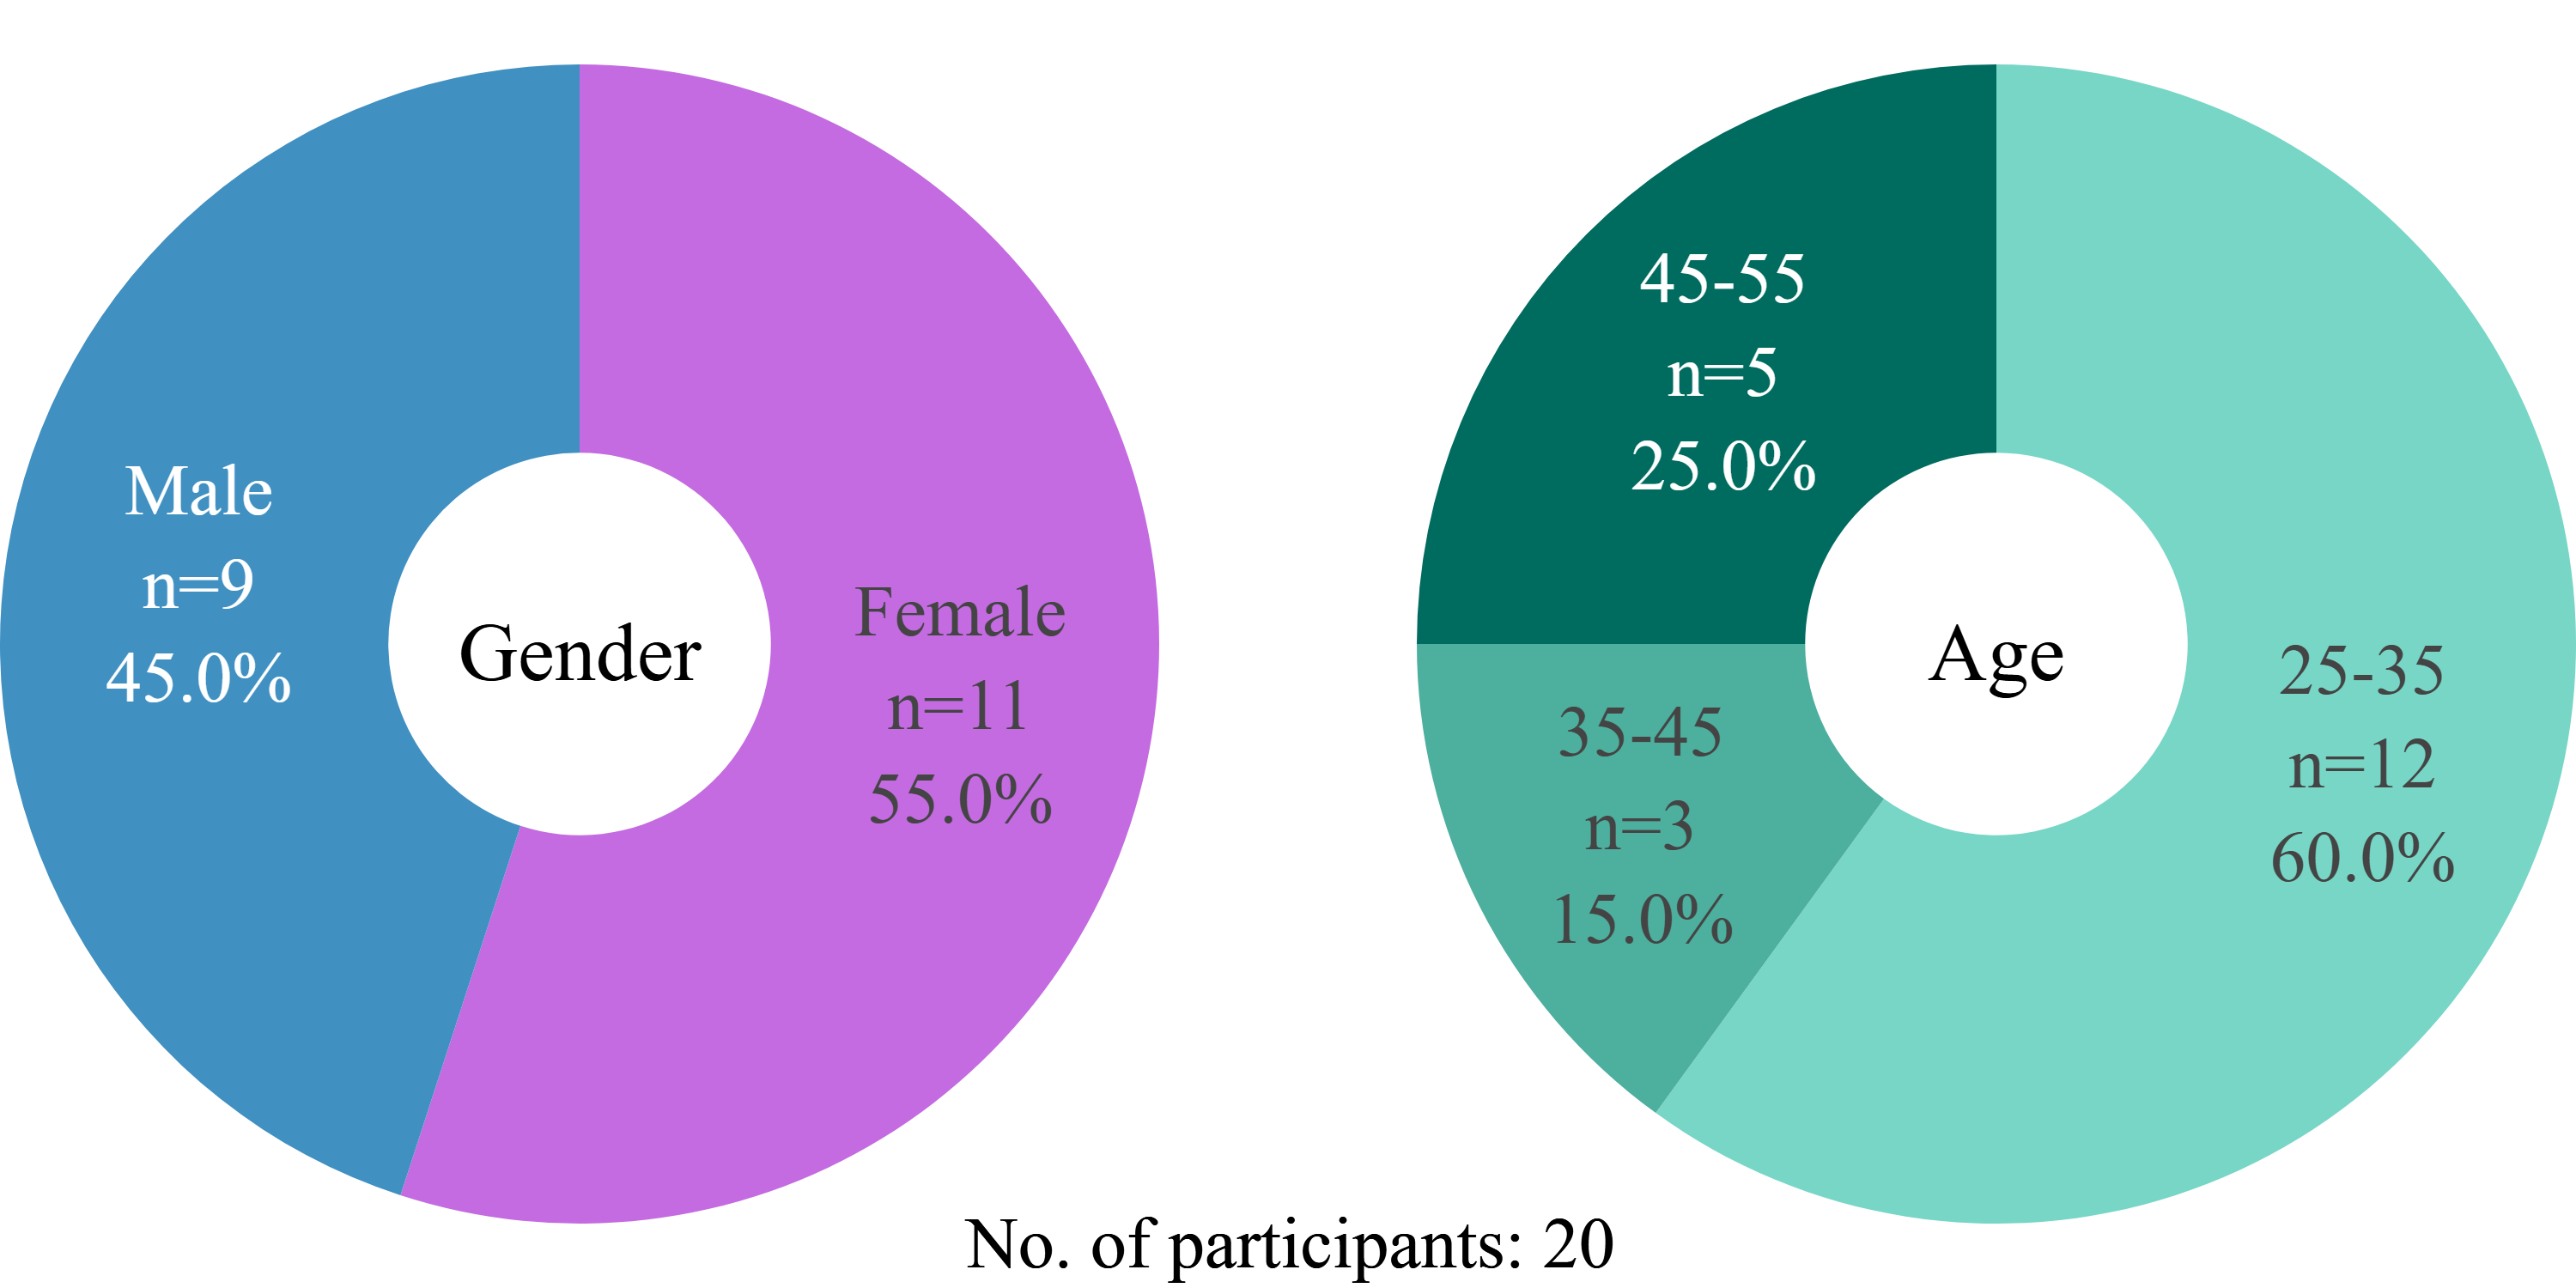 Male
n=9
45.0%
Gender
Female
n=11
55.0%
45-55
n=5
25.0%
35-45
n=3
15.0%
Age
25-35
n=12
60.0%
No. of participants: 20